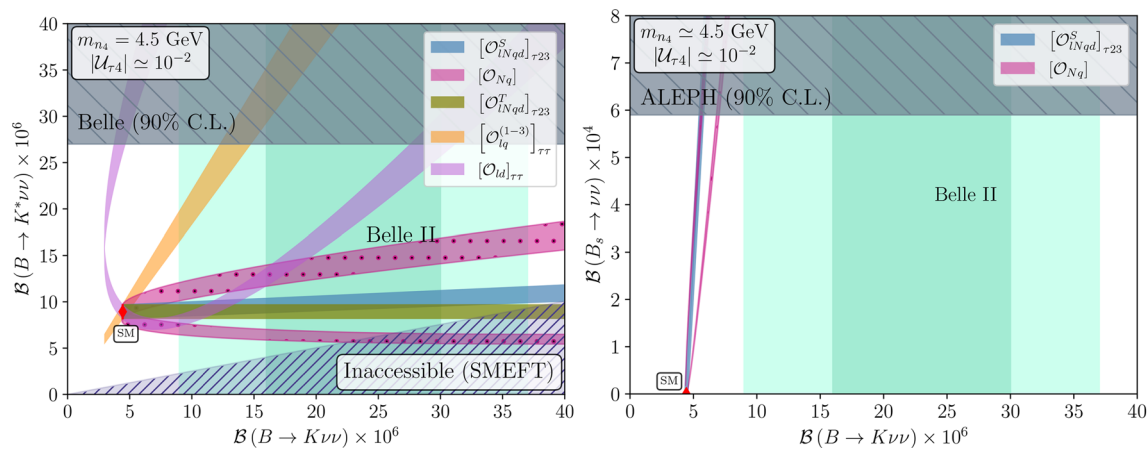 m_{n_4} = 4.5 GeV
|𝒰_{τ4}| ≃ 10^{-2}
Belle (90% C.L.)
[𝒪^S_{lNqd}]_{τ23}
[𝒪_{Nq}]
[𝒪^T_{lNqd}]_{τ23}
[𝒪^{(1-3)}_{lq}]_{ττ}
[𝒪_{ld}]_{ττ}
Belle II
SM
Inaccessible (SMEFT)
40
35
30
25
20
15
10
5
0
ℬ(B → K*νν) × 10^6
0 5 10 15 20 25 30 35 40
ℬ(B → Kνν) × 10^6
m_{n_4} ≃ 4.5 GeV
|𝒰_{τ4}| ≃ 10^{-2}
ALEPH (90% C.L.)
[𝒪^S_{lNqd}]_{τ23}
[𝒪_{Nq}]
Belle II
SM
8
7
6
5
4
3
2
1
0
ℬ(B_s → νν) × 10^4
0 5 10 15 20 25 30 35 40
ℬ(B → Kνν) × 10^6